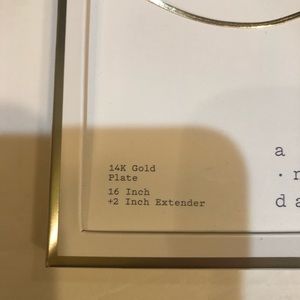 14K Gold
Plate
16 Inch
+2 Inch Extender
a
· n
d a